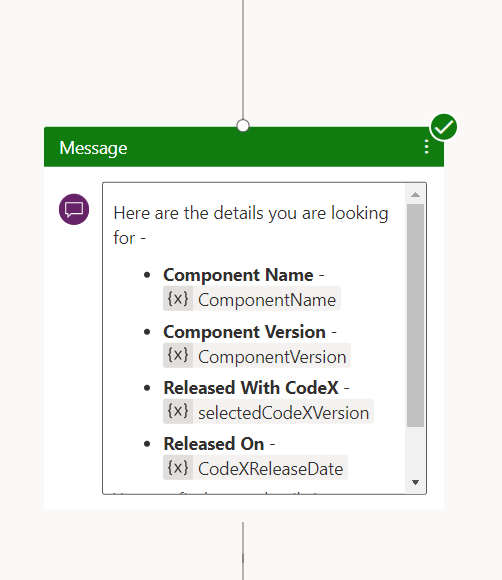 Message
Here are the details you are looking
for -
• Component Name -
{x} ComponentName
• Component Version -
{x} ComponentVersion
• Released With CodeX -
{x} selectedCodeXVersion
• Released On -
{x} CodeXReleaseDate